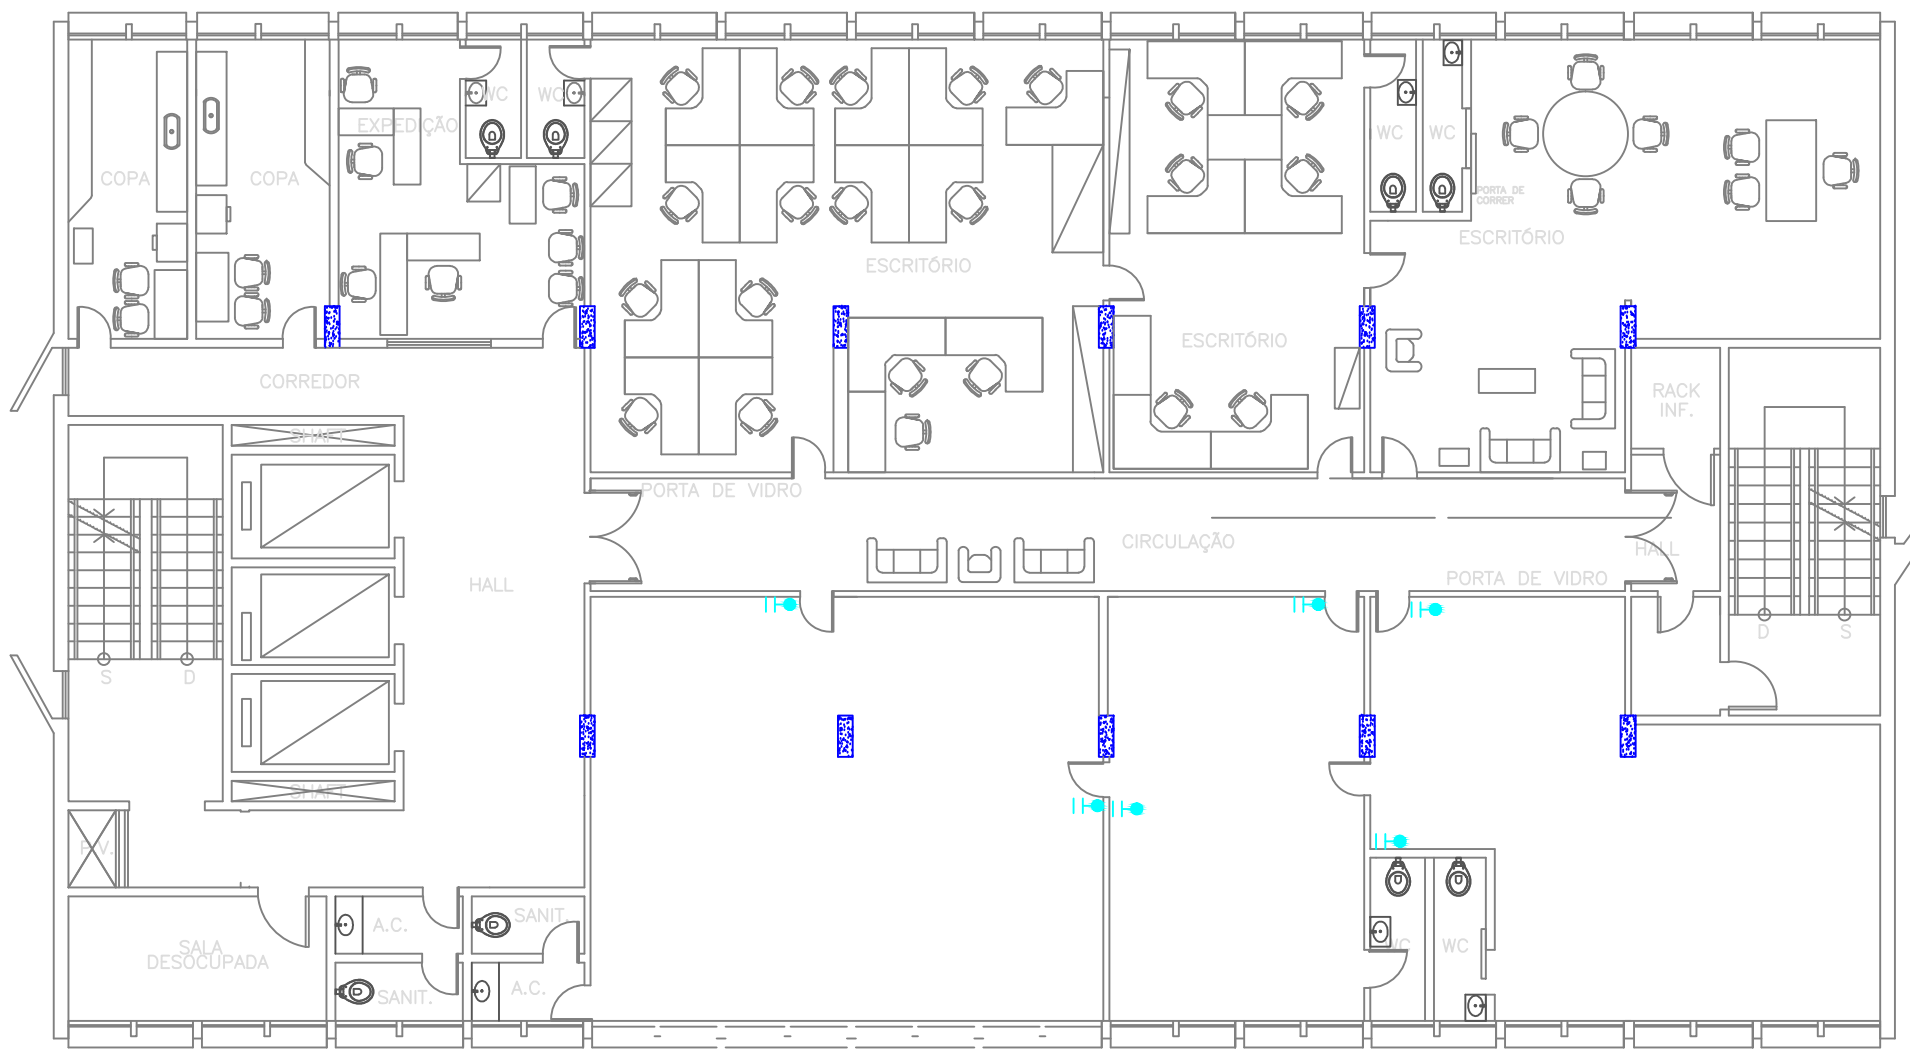 WC
WC
EXPEDIÇÃO
COPA
COPA
WC
WC
PORTA DE
CORRER
ESCRITÓRIO
ESCRITÓRIO
ESCRITÓRIO
CORREDOR
RACK
INF.
SHAFT
PORTA DE VIDRO
CIRCULAÇÃO
HALL
HALL
PORTA DE VIDRO
D
S
S
D
SHAFT
P.V.
SALA
DESOCUPADA
A.C.
SANIT.
SANIT.
A.C.
WC
WC